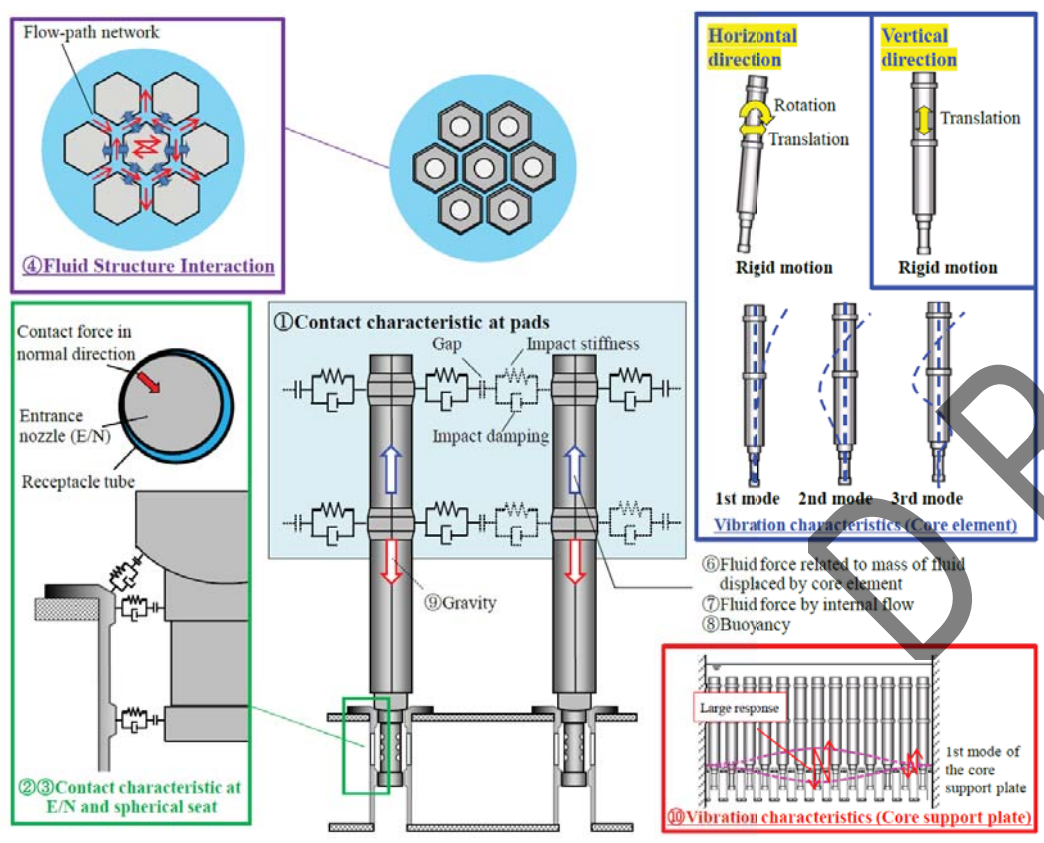 Flow-path network
④Fluid Structure Interaction
Horizontal
direction
Rotation
Translation
Rigid motion
Vertical
direction
Translation
Rigid motion
1st mode
2nd mode
3rd mode
Vibration characteristics (Core element)
Contact force in
normal direction
Entrance
nozzle (E/N)
Receptacle tube
②③Contact characteristic at
E/N and spherical seat
①Contact characteristic at pads
Gap
Impact stiffness
Impact damping
⑨Gravity
⑥Fluid force related to mass of fluid
displaced by core element
⑦Fluid force by internal flow
⑧Buoyancy
Large response
1st mode of
the core
support plate
⑩Vibration characteristics (Core support plate)
D